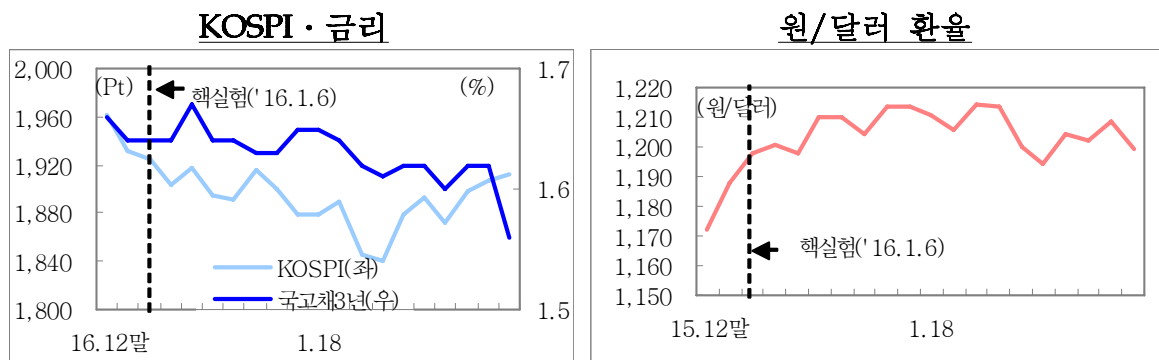 KOSPI · 금리
2,000
(Pt)
핵실험('16.1.6)
(%)
1.7
1,960
1,920
1.6
1,880
1,840
KOSPI(좌)
국고채3년(우)
1,800
1.5
16.12말
1.18
원/달러 환율
1,220
(원/달러)
1,210
1,200
1,190
1,180
1,170
핵실험('16.1.6)
1,160
1,150
15.12말
1.18